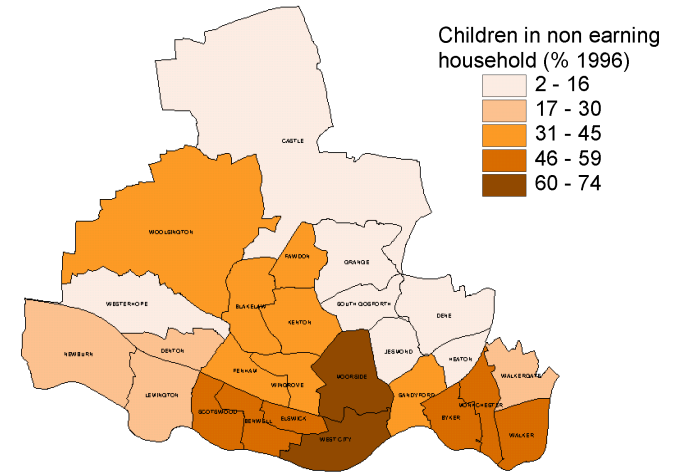 Children in non earning
household (% 1996)
2 - 16
17 - 30
31 - 45
46 - 59
60 - 74
CASTLE
WOOLSINGTON
FAWDON
GRANGE
WESTERHOPE
BLAKELAW
SOUTH GOSFORTH
DENE
KENTON
NEWBURN
DENTON
JESMOND
HEATON
FENHAM
MOORSIDE
WALKERGATE
WINGROVE
LEMINGTON
SANDYFORD
SCOTSWOOD
MONKCHESTER
BENWELL
ELSWICK
BYKER
WEST CITY
WALKER